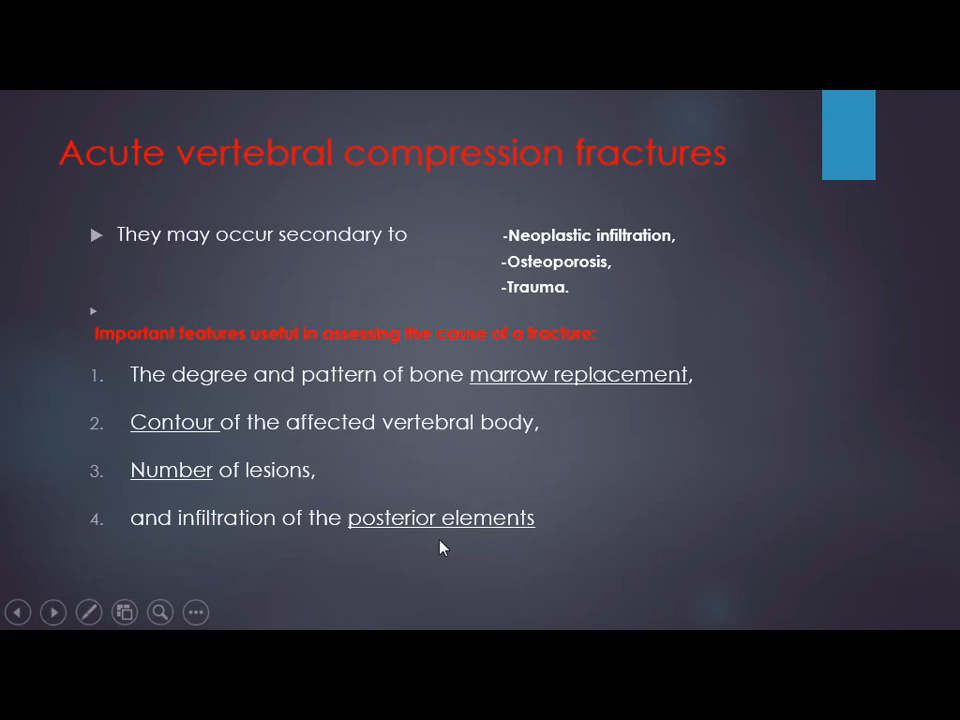 Acute vertebral compression fractures
They may occur secondary to -Neoplastic infiltration,
-Osteoporosis,
-Trauma.
Important features useful in assessing the cause of a fracture:
1. The degree and pattern of bone marrow replacement,
2. Contour of the affected vertebral body,
3. Number of lesions,
4. and infiltration of the posterior elements